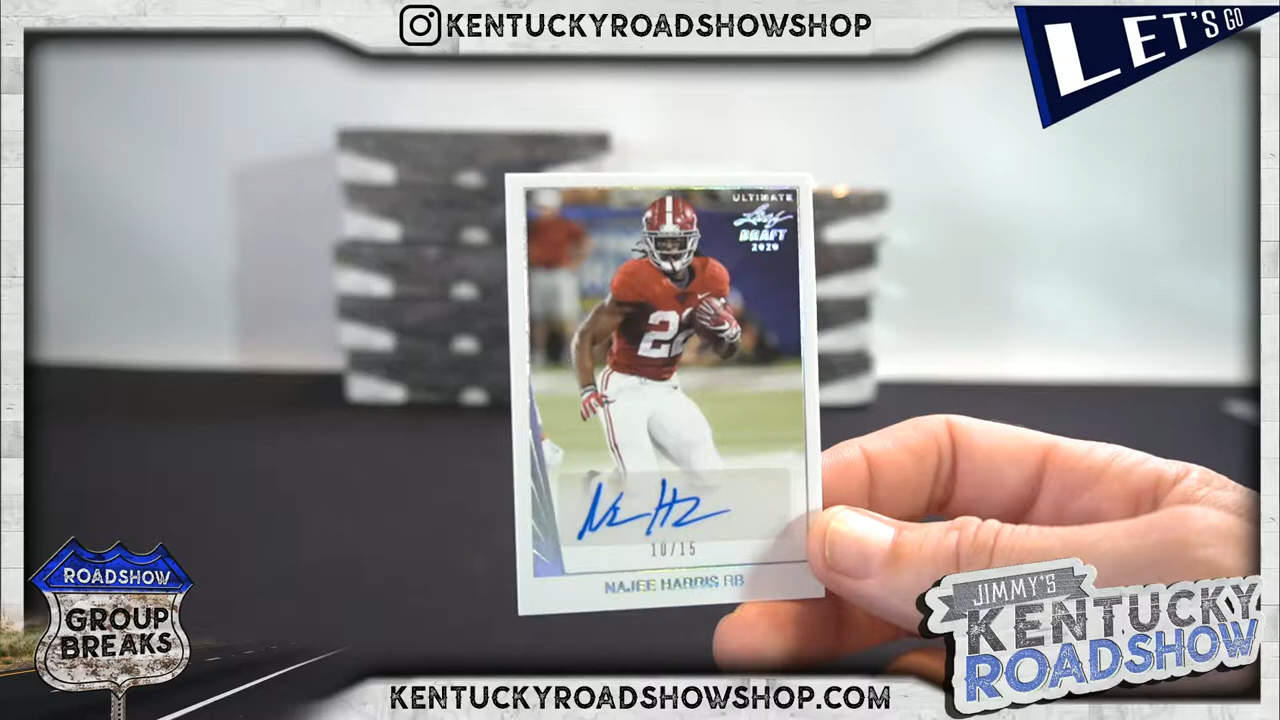 KENTUCKYROADSHOWSHOP
LET'S GO
ULTIMATE
Leaf
DRAFT
2020
22
10/15
NAJEE HARRIS RB
ROADSHOW
GROUP
BREAKS
JIMMY'S
KENTUCKY
ROADSHOW
KENTUCKYROADSHOWSHOP.COM